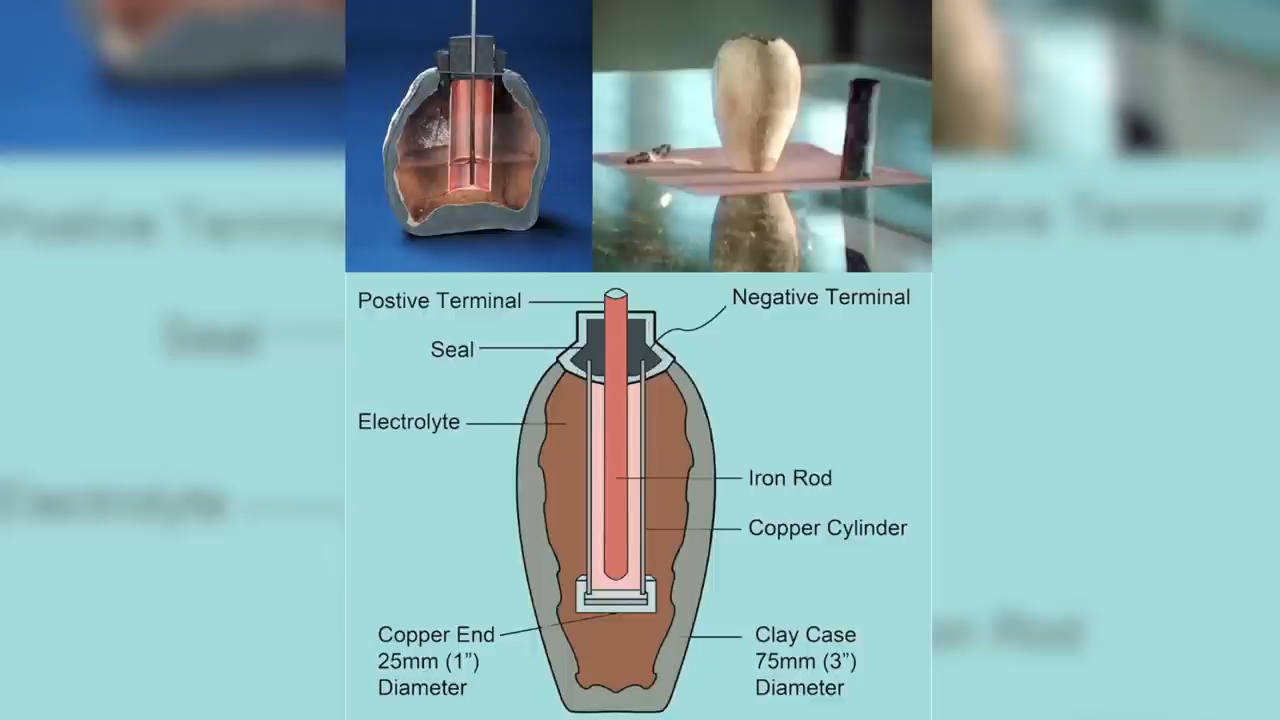 Postive Terminal
Negative Terminal
Seal
Electrolyte
Iron Rod
Copper Cylinder
Copper End
25mm (1”)
Diameter
Clay Case
75mm (3”)
Diameter